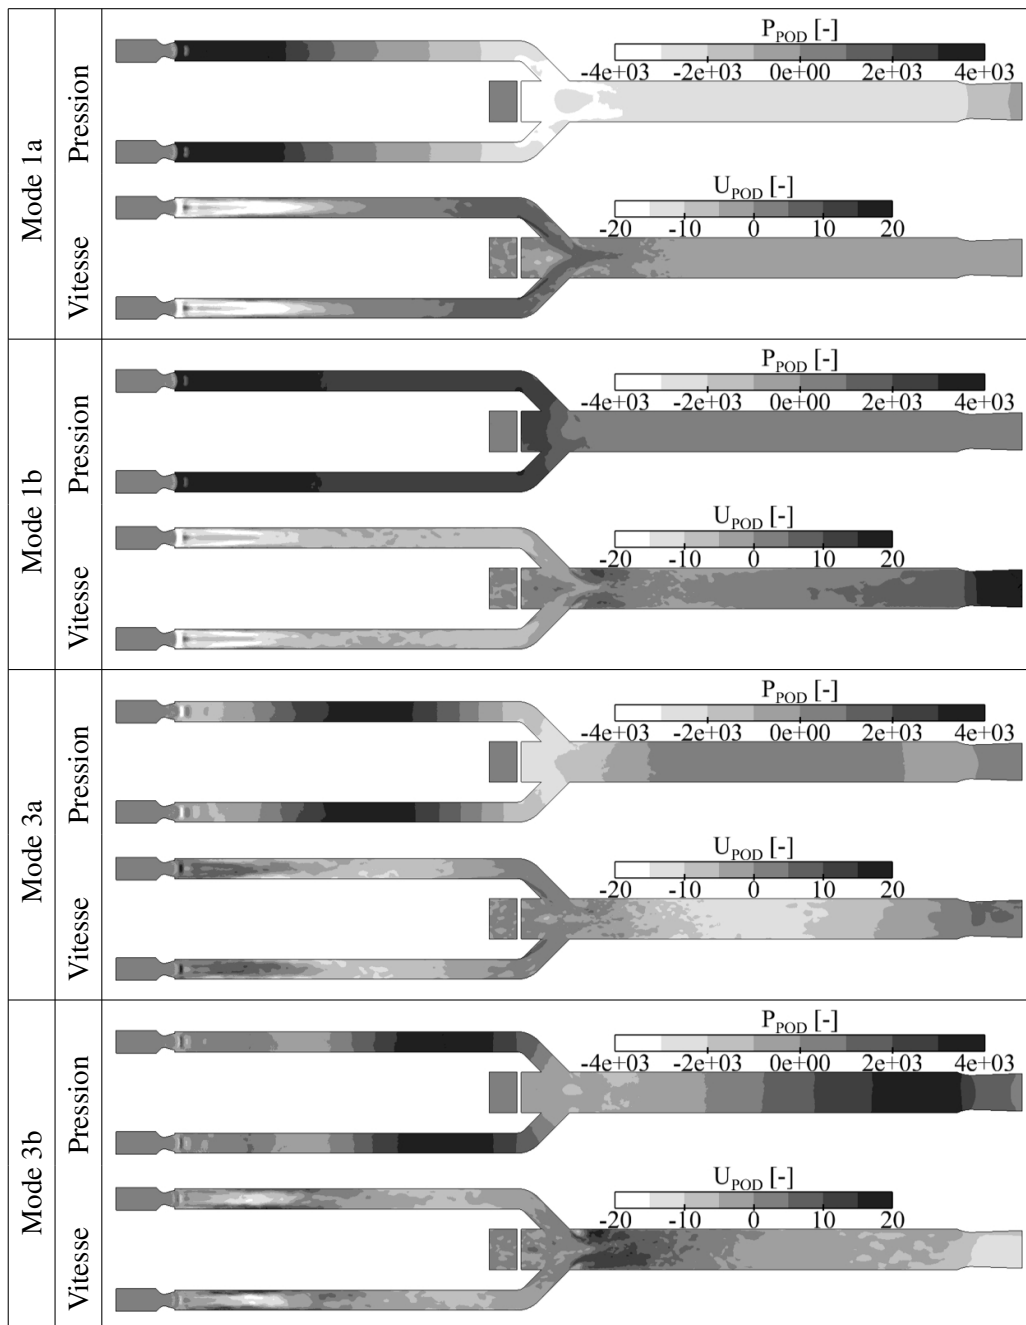 Mode 1a
Pression
P_POD [-]
-4e+03 -2e+03 0e+00 2e+03 4e+03
Vitesse
U_POD [-]
-20 -10 0 10 20
Mode 1b
Pression
P_POD [-]
-4e+03 -2e+03 0e+00 2e+03 4e+03
Vitesse
U_POD [-]
-20 -10 0 10 20
Mode 3a
Pression
P_POD [-]
-4e+03 -2e+03 0e+00 2e+03 4e+03
Vitesse
U_POD [-]
-20 -10 0 10 20
Mode 3b
Pression
P_POD [-]
-4e+03 -2e+03 0e+00 2e+03 4e+03
Vitesse
U_POD [-]
-20 -10 0 10 20